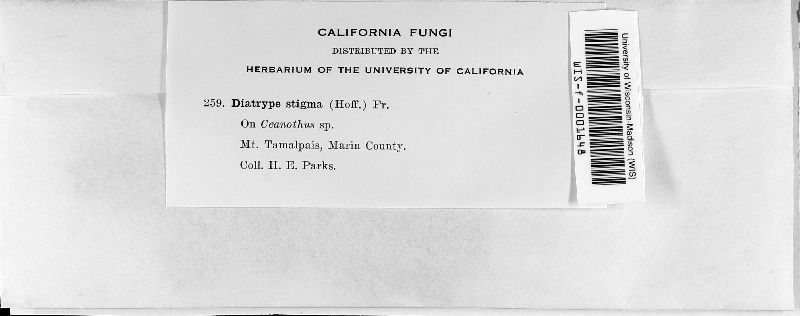 CALIFORNIA FUNGI
DISTRIBUTED BY THE
HERBARIUM OF THE UNIVERSITY OF CALIFORNIA
259. Diatrype stigma (Hoff.) Fr.
On Ceanothus sp.
Mt. Tamalpais, Marin County.
Coll. H. E. Parks.
University of Wisconsin-Madison (WIS)
WIS-f-0001648